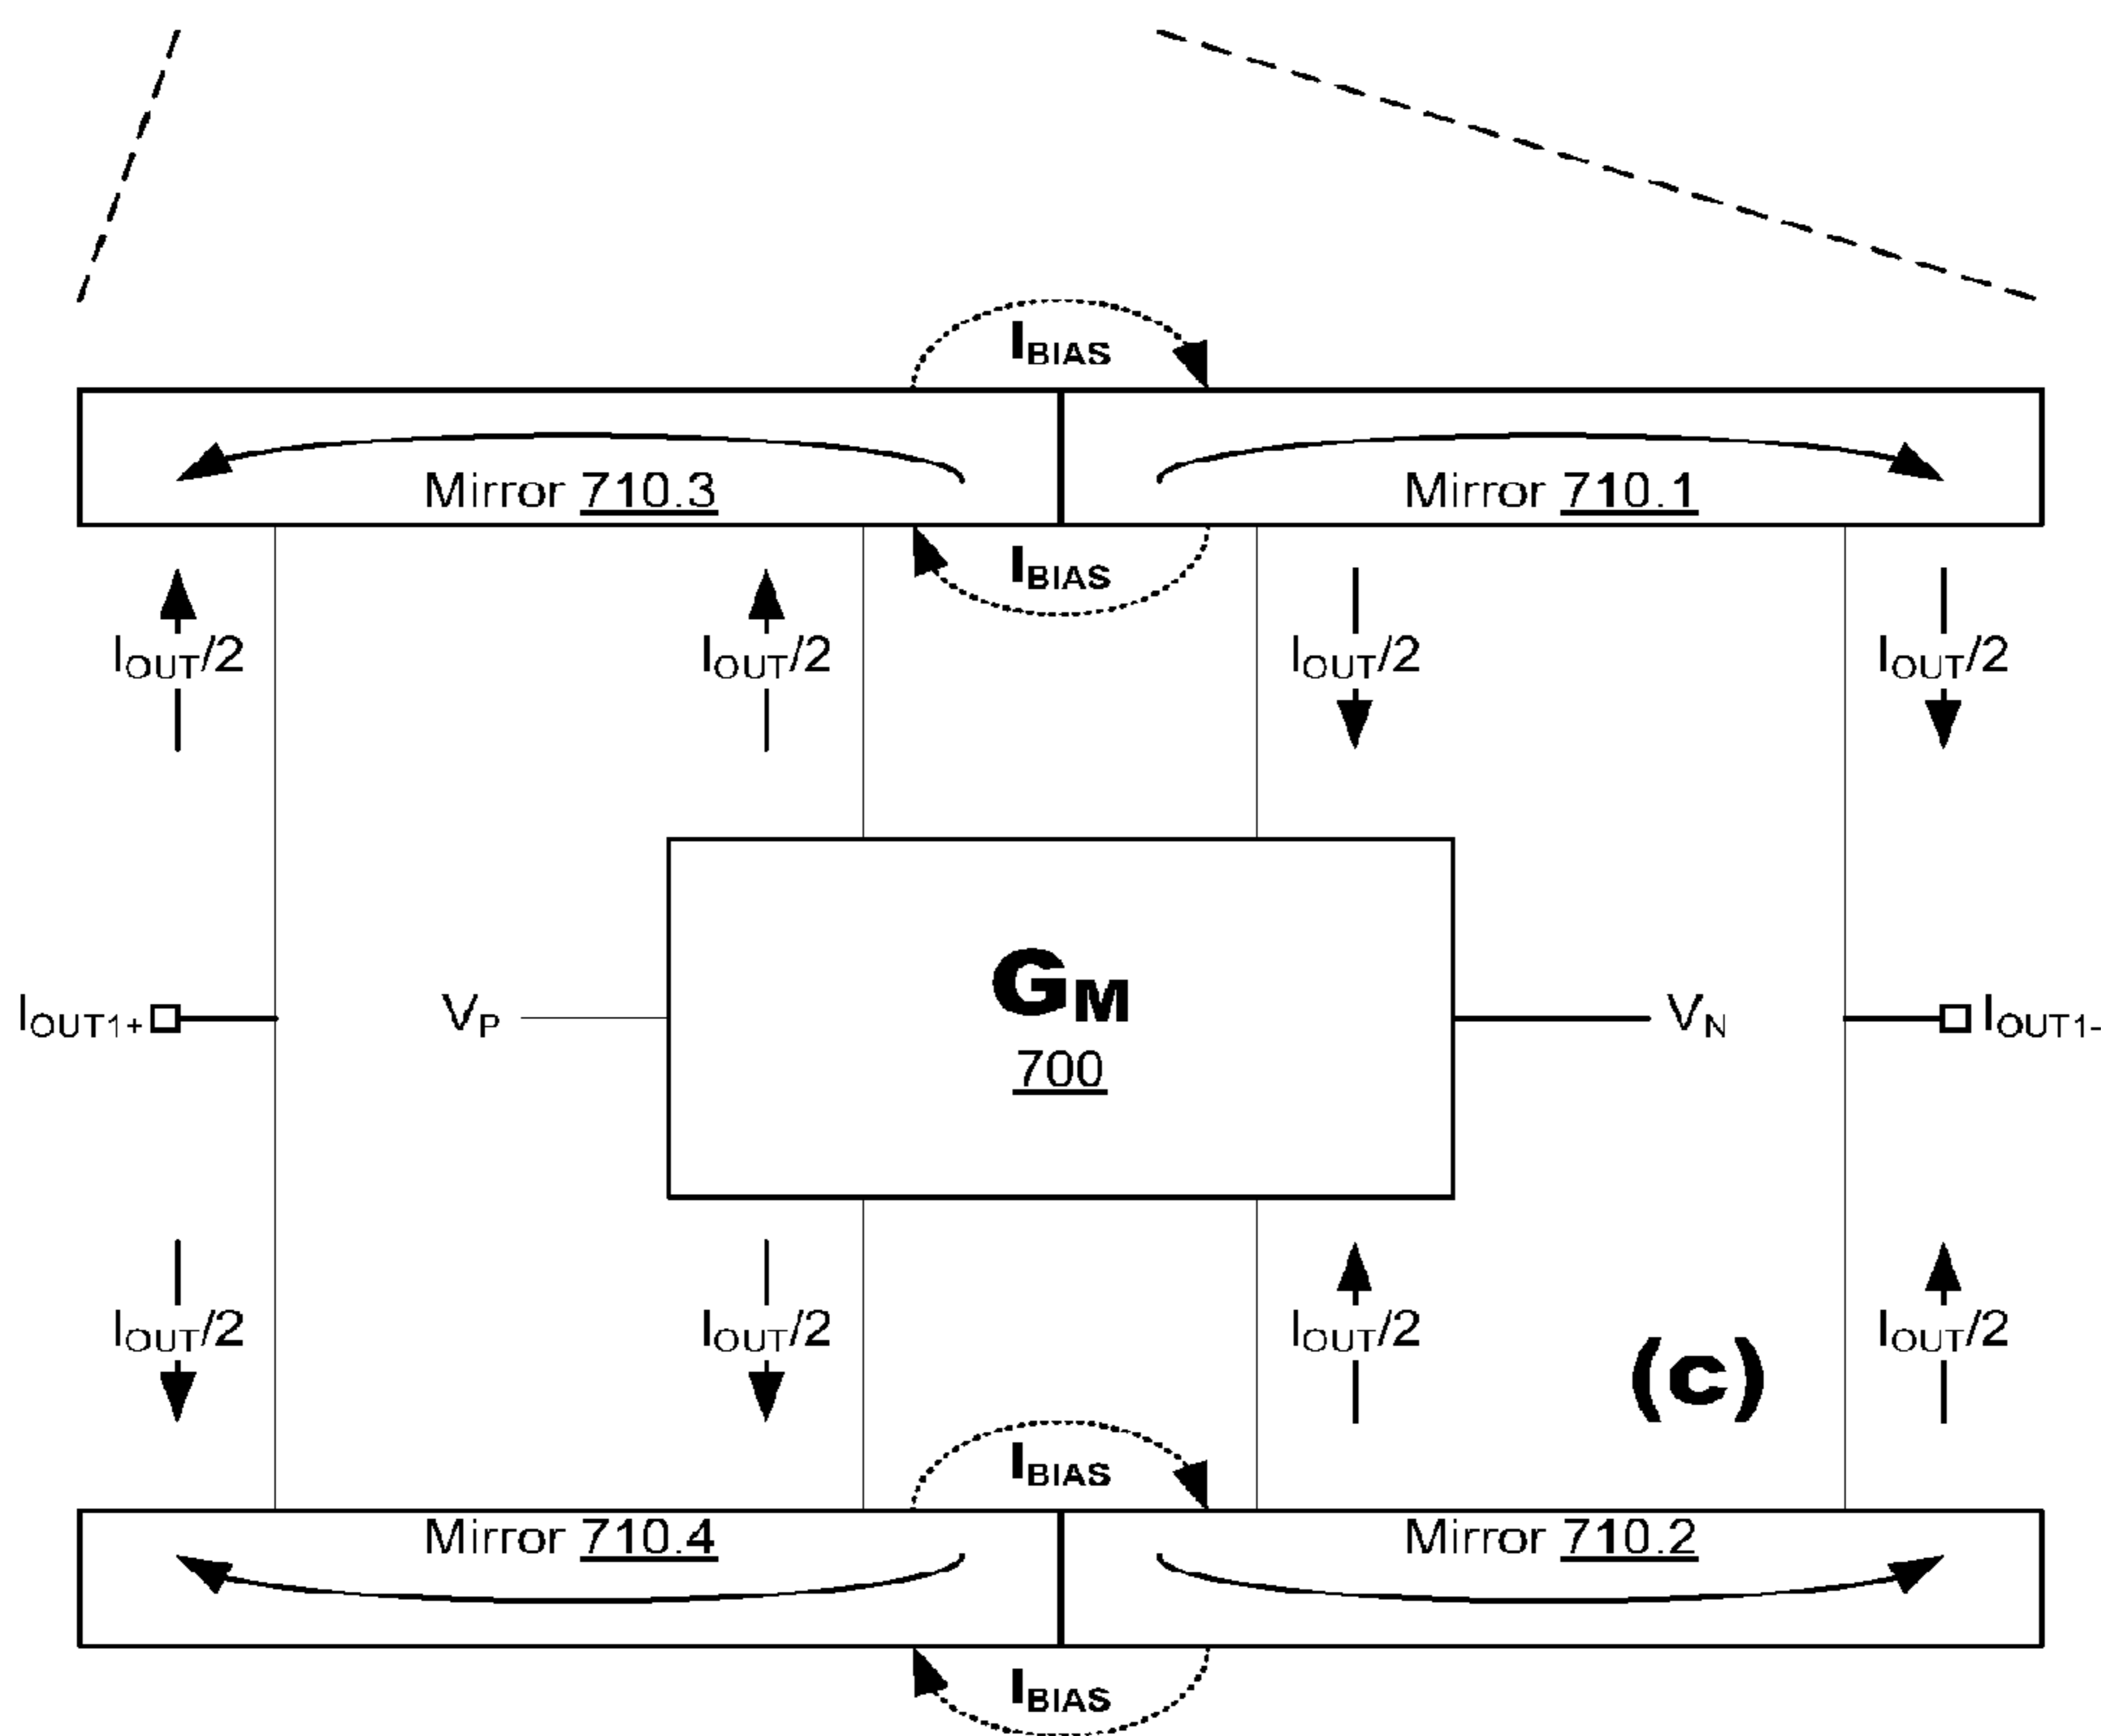 IBIAS
Mirror 710.3 Mirror 710.1
IBIAS
IOUT/2 IOUT/2 IOUT/2 IOUT/2
GM
IOUT1+ VP VN IOUT1-
700
IOUT/2 IOUT/2 IOUT/2 IOUT/2
(c)
IBIAS
Mirror 710.4 Mirror 710.2
IBIAS